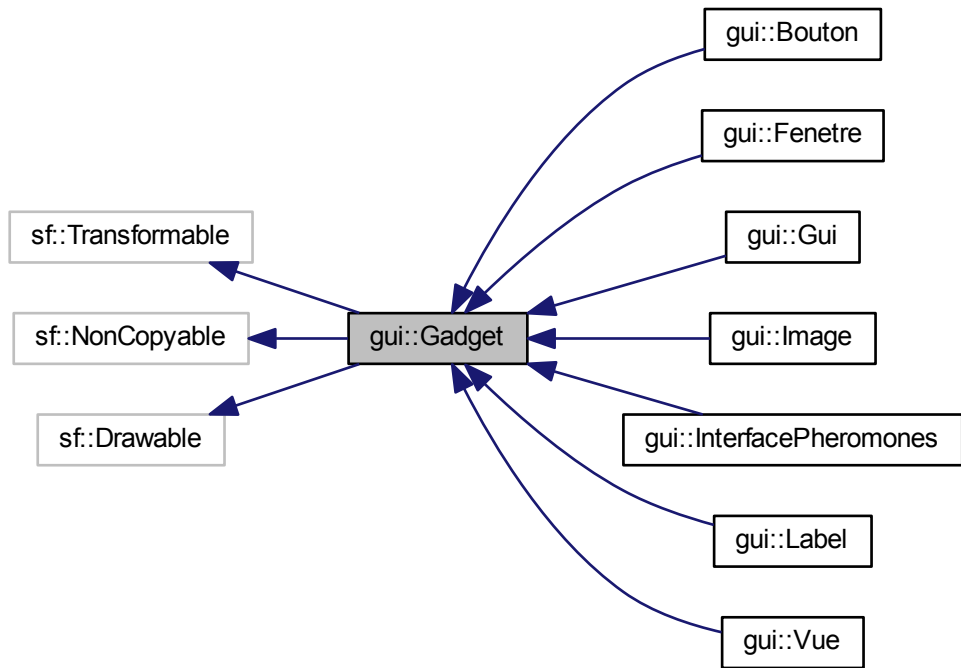 gui::Bouton
gui::Fenetre
sf::Transformable
gui::Gui
sf::NonCopyable
gui::Gadget
gui::Image
sf::Drawable
gui::InterfacePheromones
gui::Label
gui::Vue